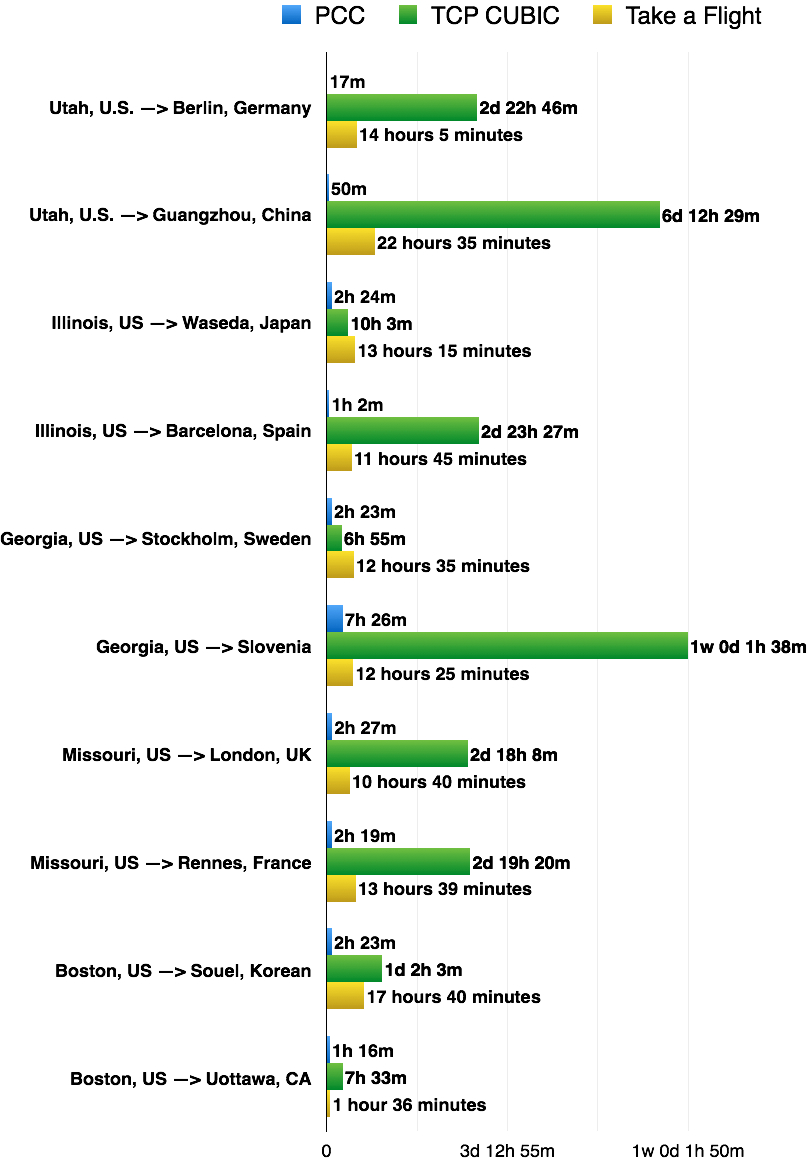 PCC TCP CUBIC Take a Flight
17m
Utah, U.S. —> Berlin, Germany 2d 22h 46m
14 hours 5 minutes
50m
Utah, U.S. —> Guangzhou, China 6d 12h 29m
22 hours 35 minutes
2h 24m
Illinois, US —> Waseda, Japan 10h 3m
13 hours 15 minutes
1h 2m
Illinois, US —> Barcelona, Spain 2d 23h 27m
11 hours 45 minutes
2h 23m
Georgia, US —> Stockholm, Sweden 6h 55m
12 hours 35 minutes
7h 26m
Georgia, US —> Slovenia 1w 0d 1h 38m
12 hours 25 minutes
2h 27m
Missouri, US —> London, UK 2d 18h 8m
10 hours 40 minutes
2h 19m
Missouri, US —> Rennes, France 2d 19h 20m
13 hours 39 minutes
2h 23m
Boston, US —> Souel, Korean 1d 2h 3m
17 hours 40 minutes
1h 16m
Boston, US —> Uottawa, CA 7h 33m
1 hour 36 minutes
0 3d 12h 55m 1w 0d 1h 50m